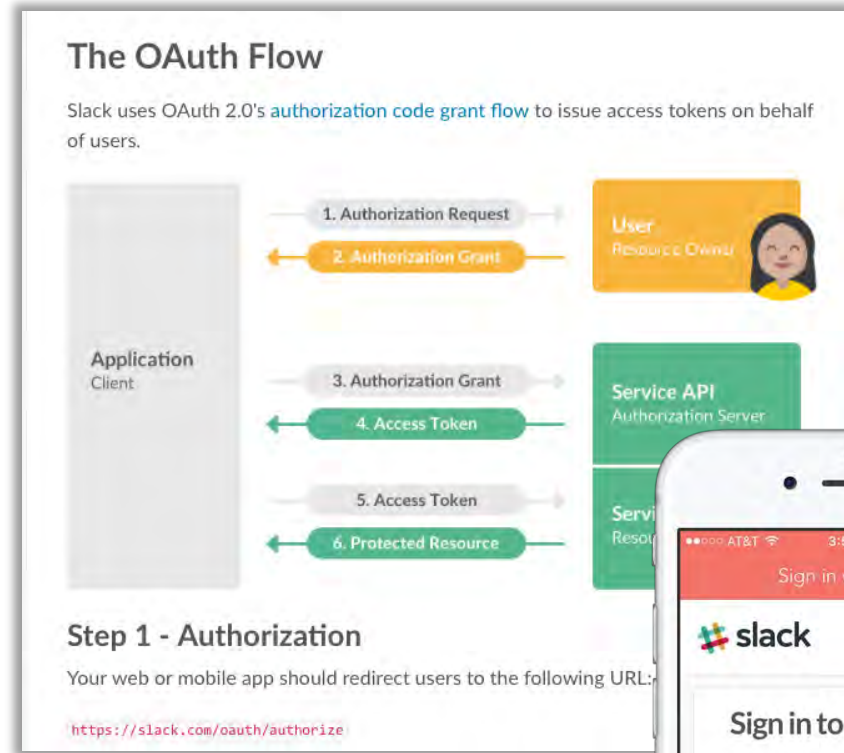 The OAuth Flow
Slack uses OAuth 2.0's authorization code grant flow to issue access tokens on behalf
of users.
1. Authorization Request
2. Authorization Grant
User
Resource Owner
Application
Client
3. Authorization Grant
4. Access Token
Service API
Authorization Server
5. Access Token
6. Protected Resource
Servi
Resou
AT&T 3:5
Sign in
slack
Sign in to
Step 1 - Authorization
Your web or mobile app should redirect users to the following URL:
https://slack.com/oauth/authorize